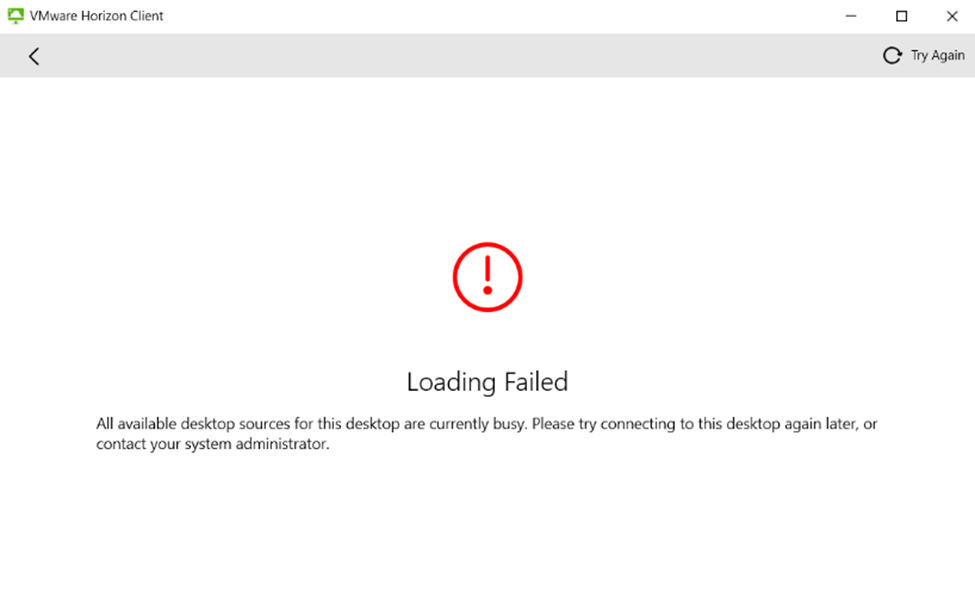 VMware Horizon Client
Try Again
Loading Failed
All available desktop sources for this desktop are currently busy. Please try connecting to this desktop again later, or
contact your system administrator.